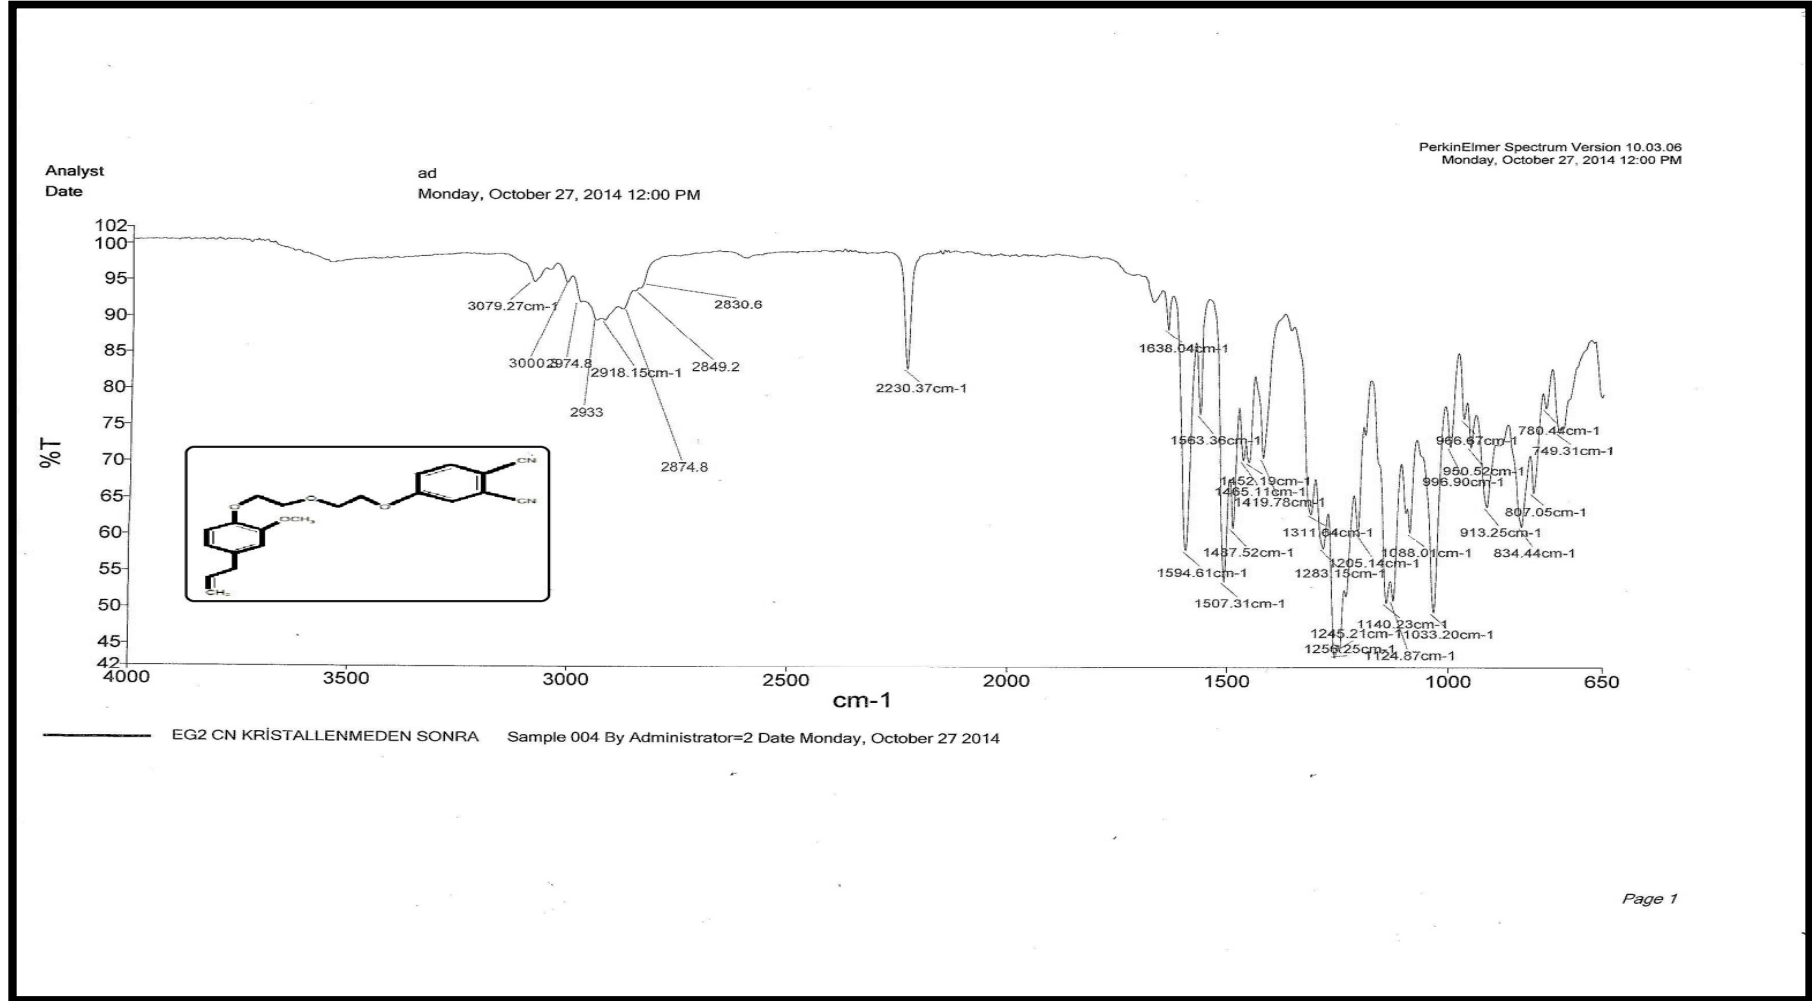 PerkinElmer Spectrum Version 10.03.06
Monday, October 27, 2014 12:00 PM
Analyst
ad
Date
Monday, October 27, 2014 12:00 PM
102
100
95
90
85
80
75
70
65
60
55
50
45
42
%T
3079.27cm-1
2974.8
2933
2918.15cm-1
2874.8
2849.2
2830.6
2230.37cm-1
1638.04cm-1
1594.61cm-1
1563.36cm-1
1507.31cm-1
1487.52cm-1
1465.11cm-1
1452.19cm-1
1419.78cm-1
1311.64cm-1
1283.15cm-1
1245.21cm-1
1205.14cm-1
1140.23cm-1
1124.87cm-1
1088.01cm-1
1033.20cm-1
996.90cm-1
966.67cm-1
950.52cm-1
913.25cm-1
834.44cm-1
807.05cm-1
780.44cm-1
749.31cm-1
CN
CN
O
O
O
OCH3
CH2
4000
3500
3000
2500
2000
1500
1000
650
cm-1
EG2 CN KRİSTALLENMEDEN SONRA Sample 004 By Administrator=2 Date Monday, October 27 2014
Page 1